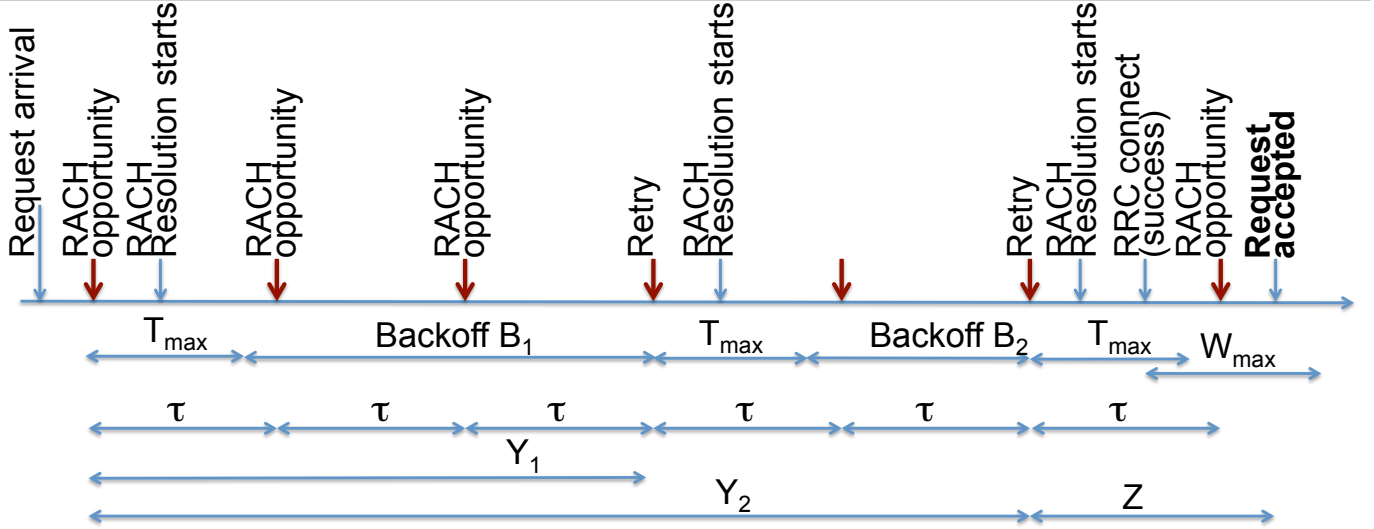 Request arrival
RACH
opportunity
RACH
Resolution starts
RACH
opportunity
RACH
opportunity
Retry
RACH
Resolution starts
Retry
RACH
Resolution starts
RRC connect
(success)
RACH
opportunity
Request
accepted
Tmax
Backoff B1
Tmax
Backoff B2
Tmax
Wmax
τ
τ
τ
τ
τ
τ
Y1
Y2
Z